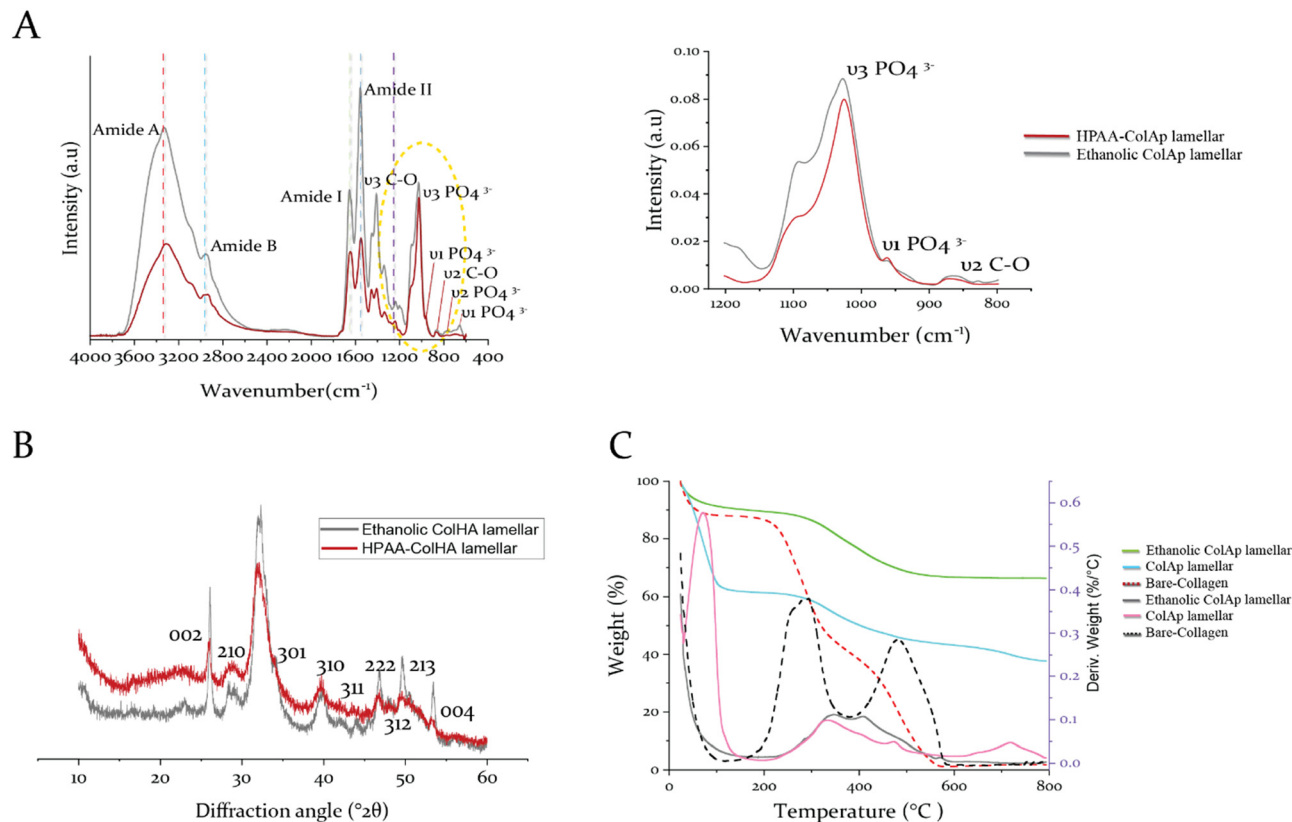 A
Amide A
Amide B
Amide I
Amide II
υ3 C-O
υ3 PO4 3-
υ1 PO4 3-
υ2 C-O
υ2 PO4 3-
υ1 PO4 3-
Intensity (a.u)
4000 3600 3200 2800 2400 2000 1600 1200 800 400
Wavenumber(cm-1)
0.10
0.08
0.06
0.04
0.02
0.00
Intensity (a.u)
υ3 PO4 3-
υ1 PO4 3-
υ2 C-O
1200 1100 1000 900 800
Wavenumber (cm-1)
HPAA-ColAp lamellar
Ethanolic ColAp lamellar
B
Intensity (a.u)
Ethanolic ColHA lamellar
HPAA-ColHA lamellar
002
210
301
310
311
222
312
213
004
10 20 30 40 50 60
Diffraction angle (°2θ)
C
100
80
60
40
20
0
Weight (%)
0 200 400 600 800
Temperature (°C)
0.6
0.5
0.4
0.3
0.2
0.1
0.0
Deriv. Weight (%/°C)
Ethanolic ColAp lamellar
ColAp lamellar
Bare-Collagen
Ethanolic ColAp lamellar
ColAp lamellar
Bare-Collagen